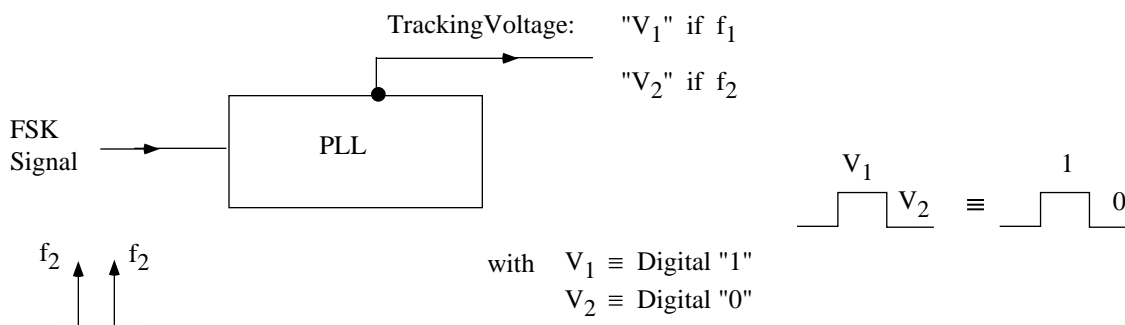 TrackingVoltage: "V1" if f1
"V2" if f2
FSK
Signal
PLL
V1
V2
≡
1
0
f2 f2
with V1 ≡ Digital "1"
V2 ≡ Digital "0"